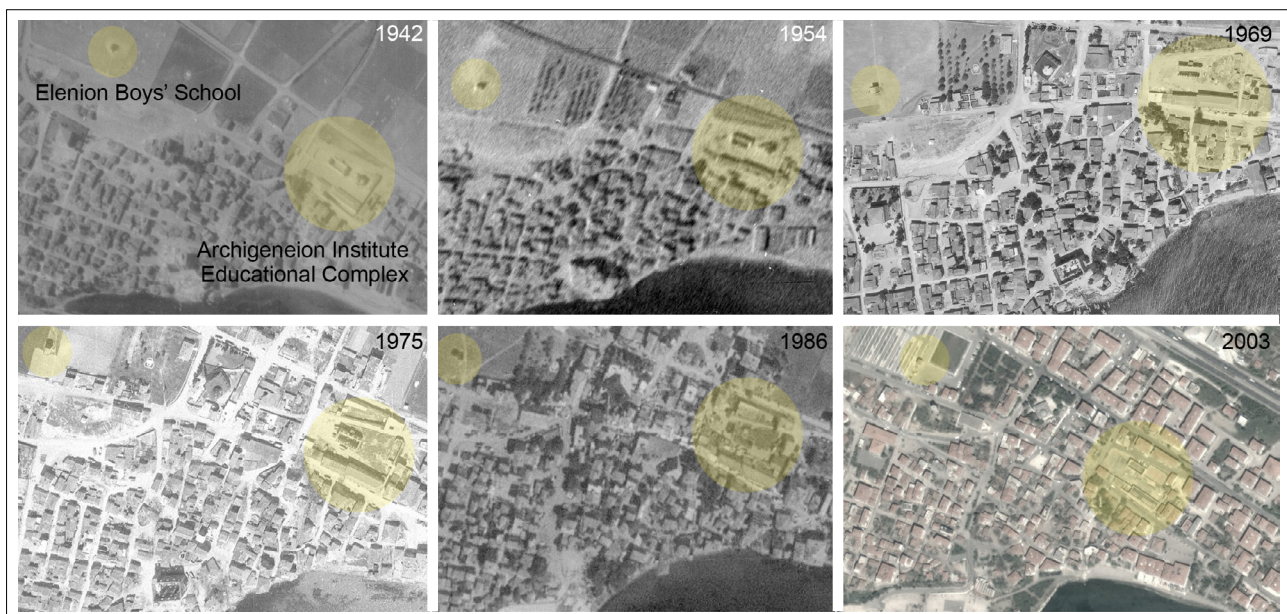 1942
Elenion Boys' School
Archigeneion Institute
Educational Complex
1954
1969
1975
1986
2003